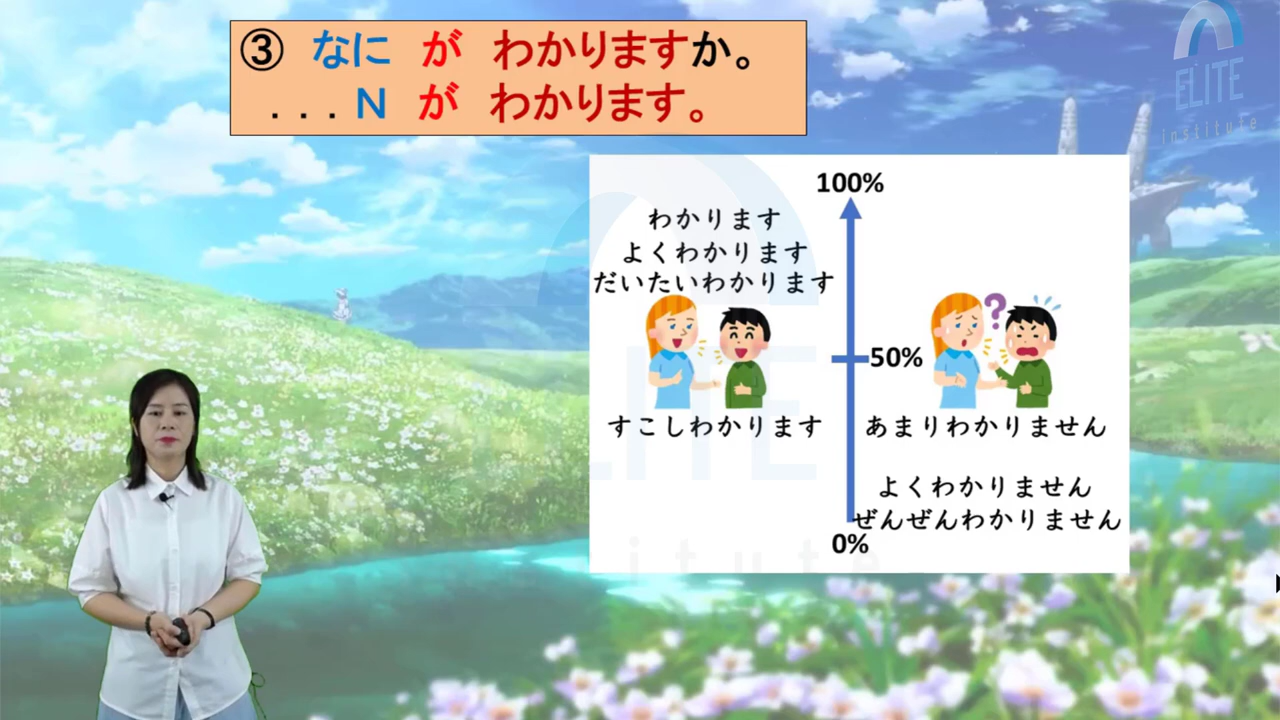 ③ なに が わかりますか。
...N が わかります。
ELITE
institute
100%
わかります
よくわかります
だいたいわかります
50%
すこしわかります
あまりわかりません
よくわかりません
ぜんぜんわかりません
0%